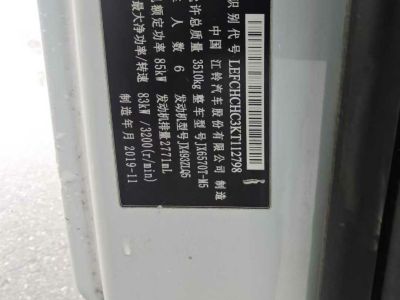 识别代号 LEFCHCHC3KT112798
中国 江铃汽车股份有限公司 制造
许总质量 3510kg 整车型号 JX6570T-M5
人数 6 发动机型号 JX493ZLQ5
额定功率 85kW 发动机排量 2771mL
最大净功率/转速 83kW /3200(r/min)
制造年月 2019-11